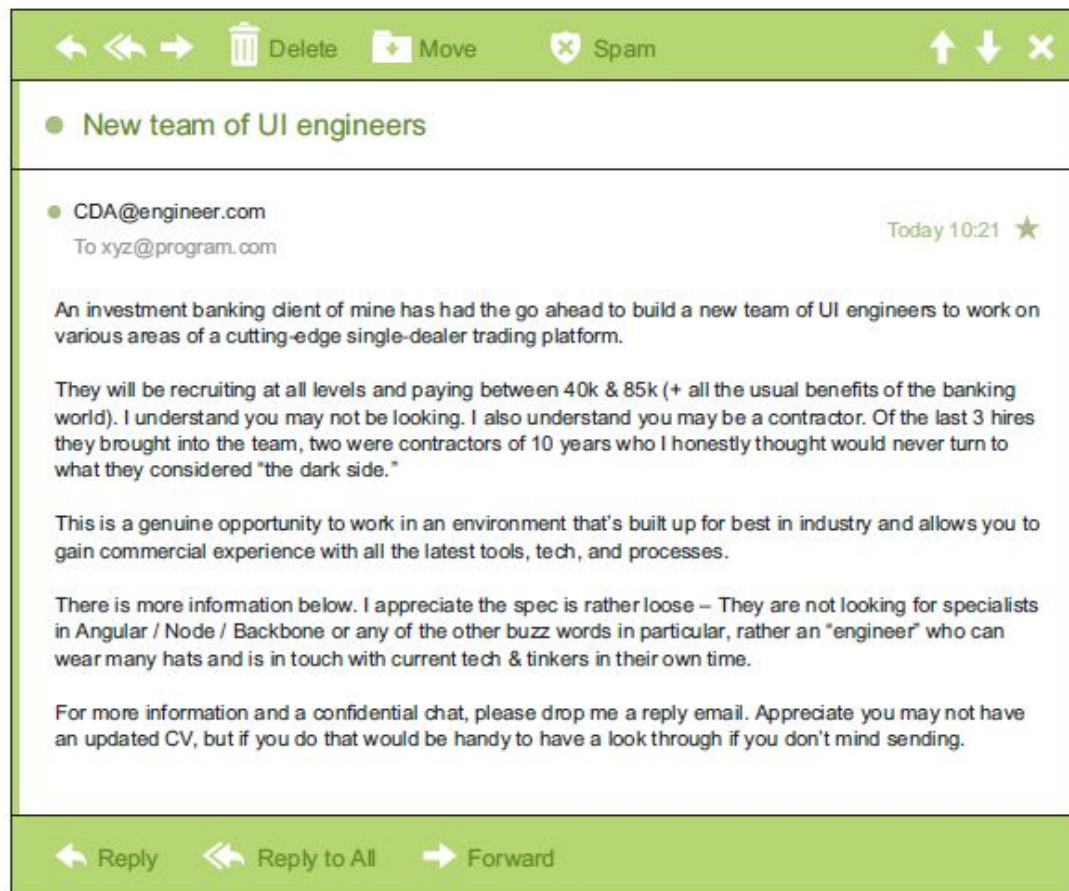 Delete Move Spam
New team of UI engineers
CDA@engineer.com
To xyz@program.com
Today 10:21
An investment banking client of mine has had the go ahead to build a new team of UI engineers to work on
various areas of a cutting-edge single-dealer trading platform.
They will be recruiting at all levels and paying between 40k & 85k (+ all the usual benefits of the banking
world). I understand you may not be looking. I also understand you may be a contractor. Of the last 3 hires
they brought into the team, two were contractors of 10 years who I honestly thought would never turn to
what they considered “the dark side.”
This is a genuine opportunity to work in an environment that’s built up for best in industry and allows you to
gain commercial experience with all the latest tools, tech, and processes.
There is more information below. I appreciate the spec is rather loose – They are not looking for specialists
in Angular / Node / Backbone or any of the other buzz words in particular, rather an “engineer” who can
wear many hats and is in touch with current tech & tinkers in their own time.
For more information and a confidential chat, please drop me a reply email. Appreciate you may not have
an updated CV, but if you do that would be handy to have a look through if you don’t mind sending.
Reply Reply to All Forward